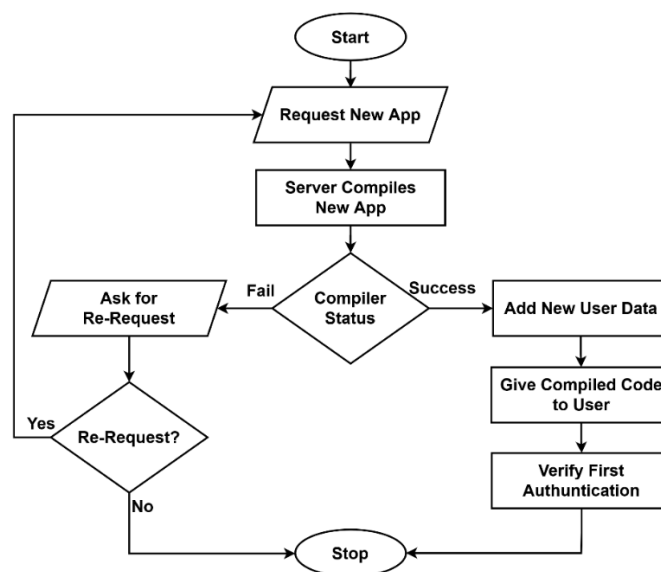 Start
Request New App
Server Compiles
New App
Compiler
Status
Fail
Success
Ask for
Re-Request
Add New User Data
Give Compiled Code
to User
Yes
Re-Request?
Verify First
Authuntication
No
Stop